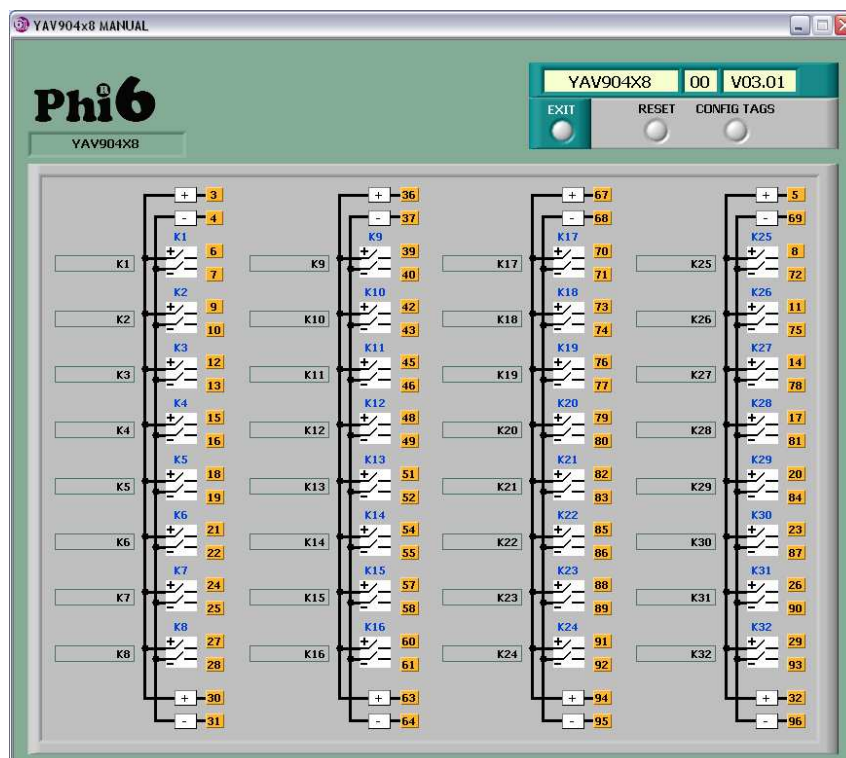 YAV904x8 MANUAL
Phi6
n
YAV904X8
YAV904X8 00 V03.01
EXIT RESET CONFIG TAGS
+ 3 + 36 + 67 + 5
- 4 - 37 - 68 - 69
K1 K9 K17 K25
K1 + 6 K9 + 39 K17 + 70 K25 + 8
- 7 - 40 - 71 - 72
K2 K10 K18 K26
K2 + 9 K10 + 42 K18 + 73 K26 + 11
- 10 - 43 - 74 - 75
K3 K11 K19 K27
K3 + 12 K11 + 45 K19 + 76 K27 + 14
- 13 - 46 - 77 - 78
K4 K12 K20 K28
K4 + 15 K12 + 48 K20 + 79 K28 + 17
- 16 - 49 - 80 - 81
K5 K13 K21 K29
K5 + 18 K13 + 51 K21 + 82 K29 + 20
- 19 - 52 - 83 - 84
K6 K14 K22 K30
K6 + 21 K14 + 54 K22 + 85 K30 + 23
- 22 - 55 - 86 - 87
K7 K15 K23 K31
K7 + 24 K15 + 57 K23 + 88 K31 + 26
- 25 - 58 - 89 - 90
K8 K16 K24 K32
K8 + 27 K16 + 60 K24 + 91 K32 + 29
- 28 - 61 - 92 - 93
+ 30 + 63 + 94 + 32
- 31 - 64 - 95 - 96